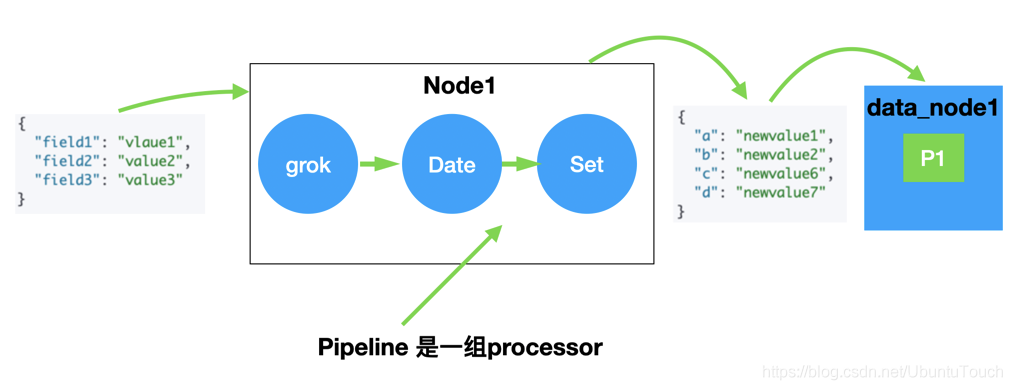 Node1
{
"field1": "vlaue1",
"field2": "value2",
"field3": "value3"
}
grok
Date
Set
{
"a": "newvalue1",
"b": "newvalue2",
"c": "newvalue6",
"d": "newvalue7"
}
data_node1
P1
Pipeline 是一组processor
https://blog.csdn.net/UbuntuTouch